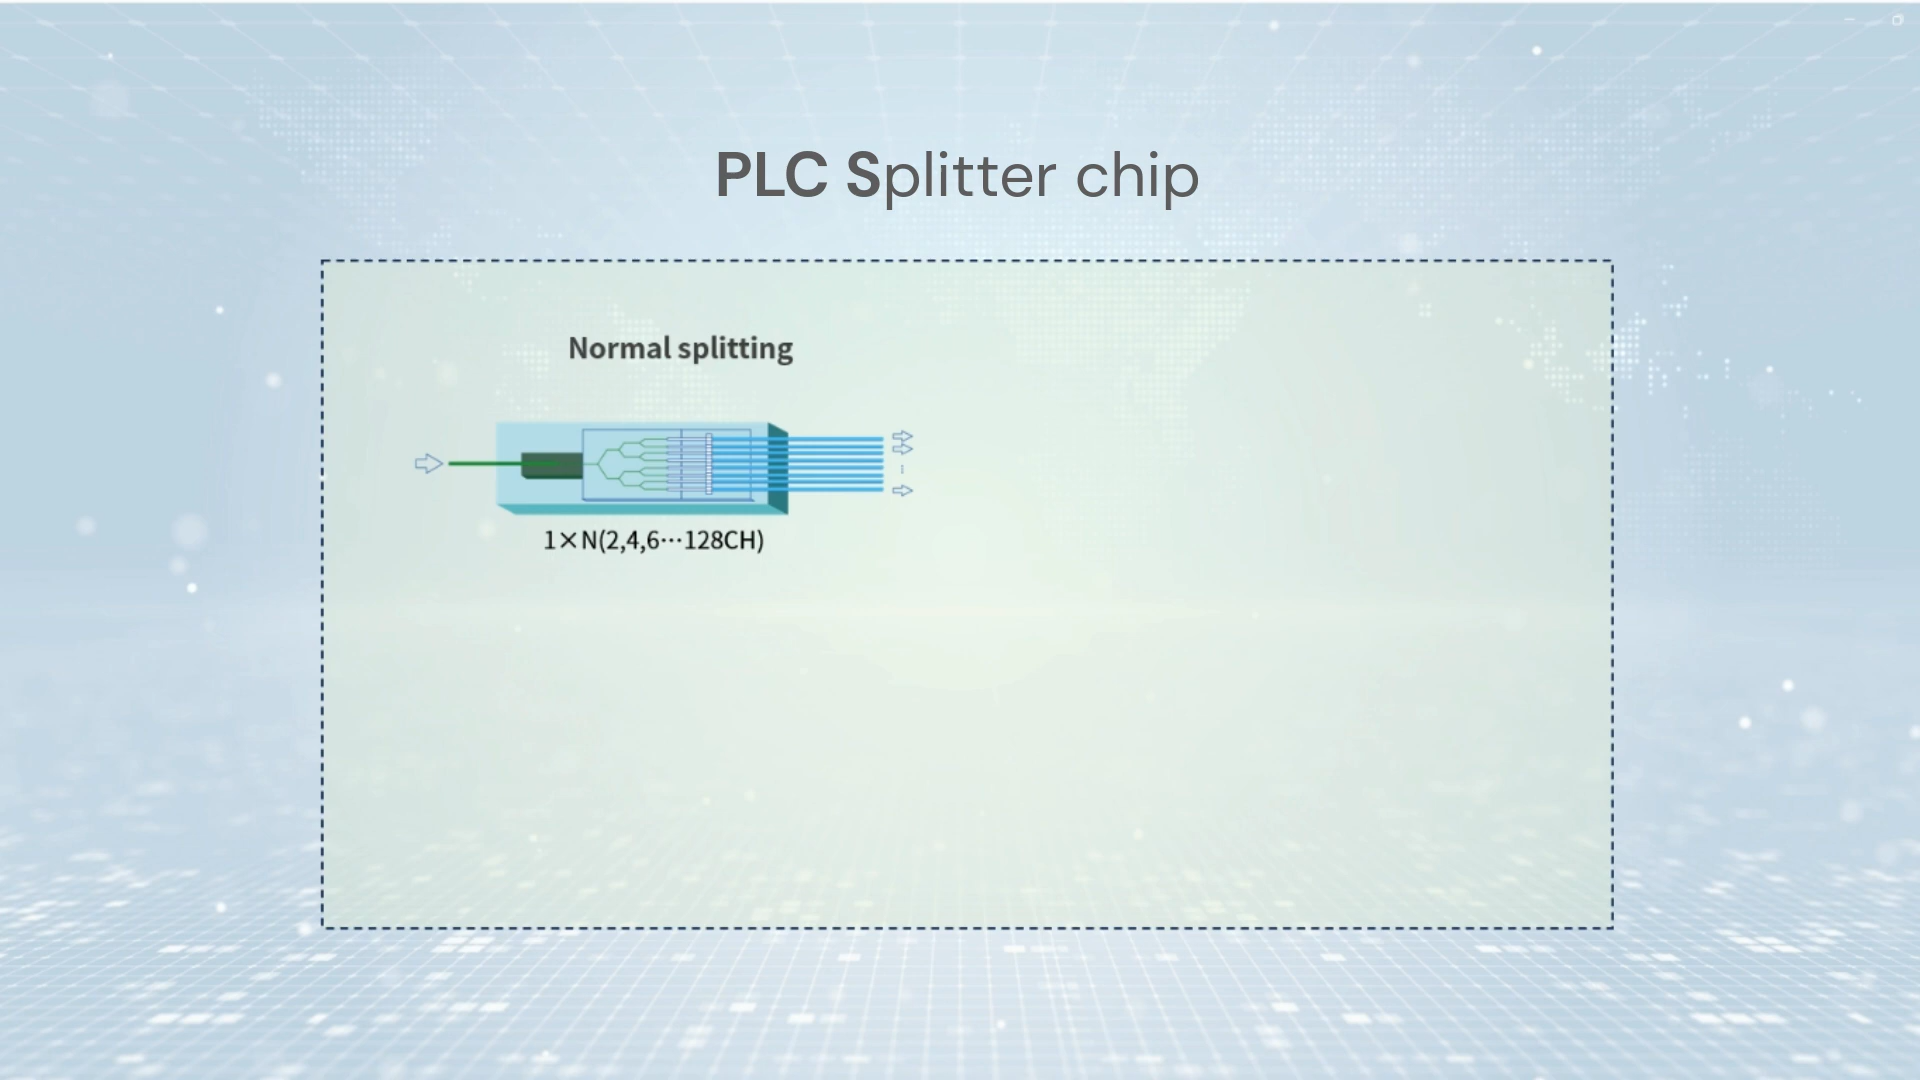 PLC Splitter chip
Normal splitting
1×N(2,4,6···128CH)